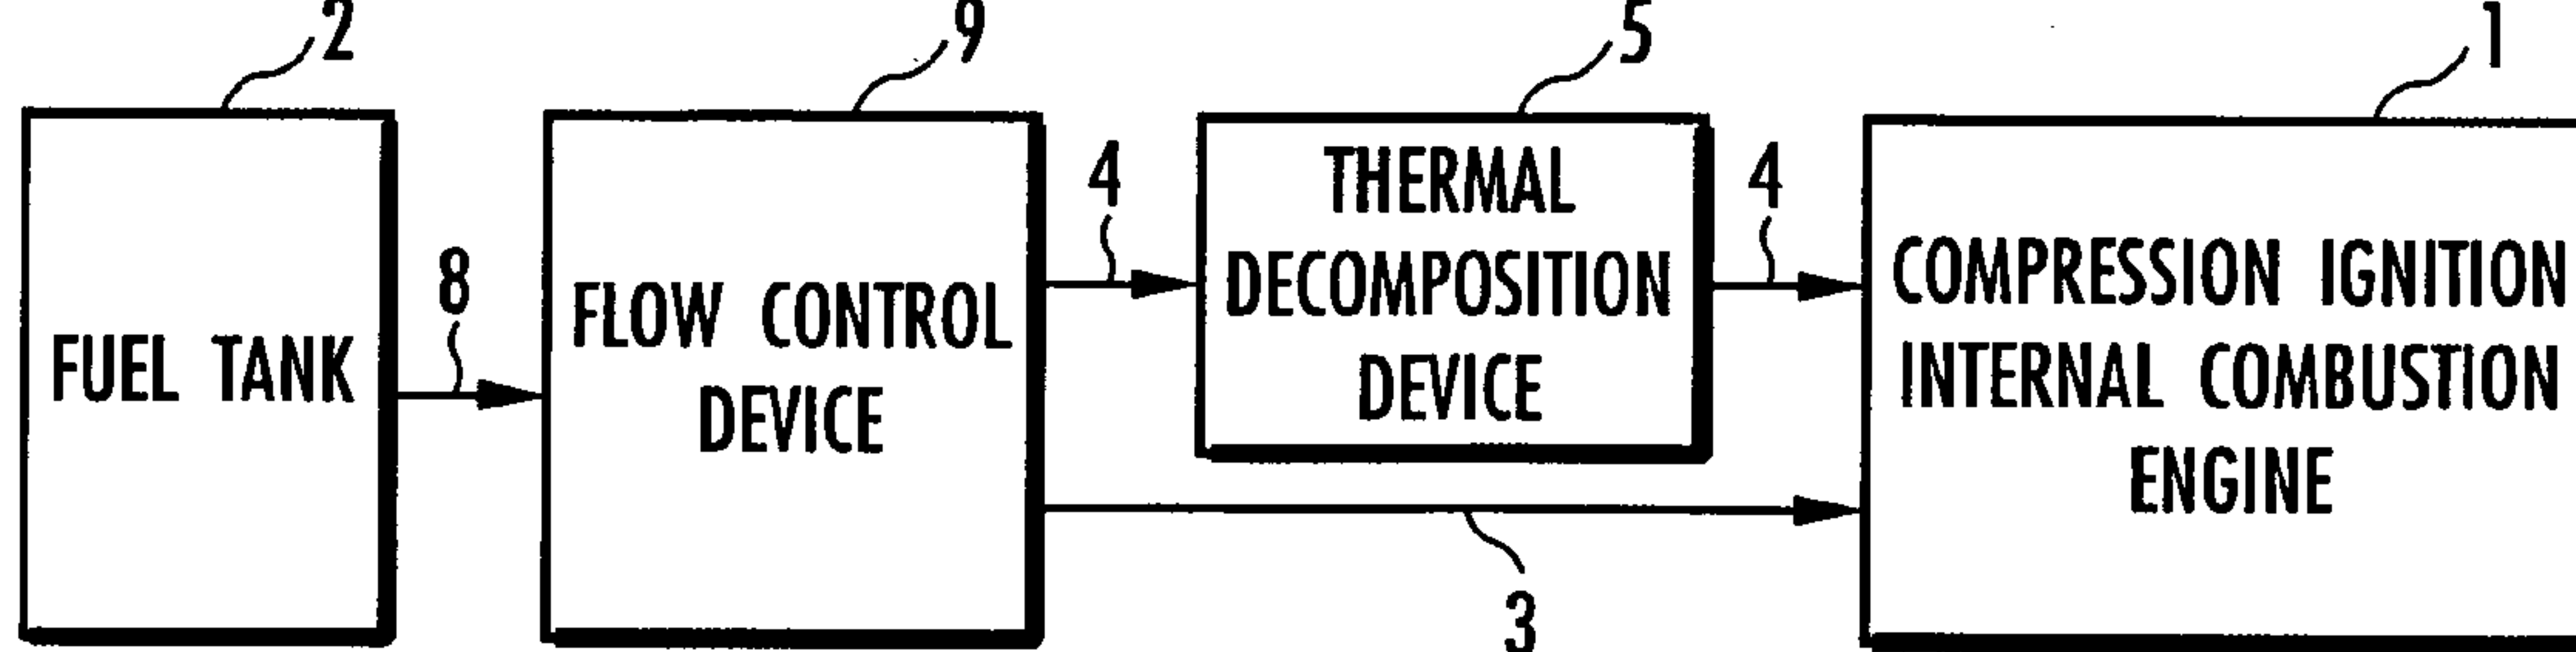 2
9
5
1
FUEL TANK
8
FLOW CONTROL
DEVICE
4
THERMAL
DECOMPOSITION
DEVICE
4
COMPRESSION IGNITION
INTERNAL COMBUSTION
ENGINE
3